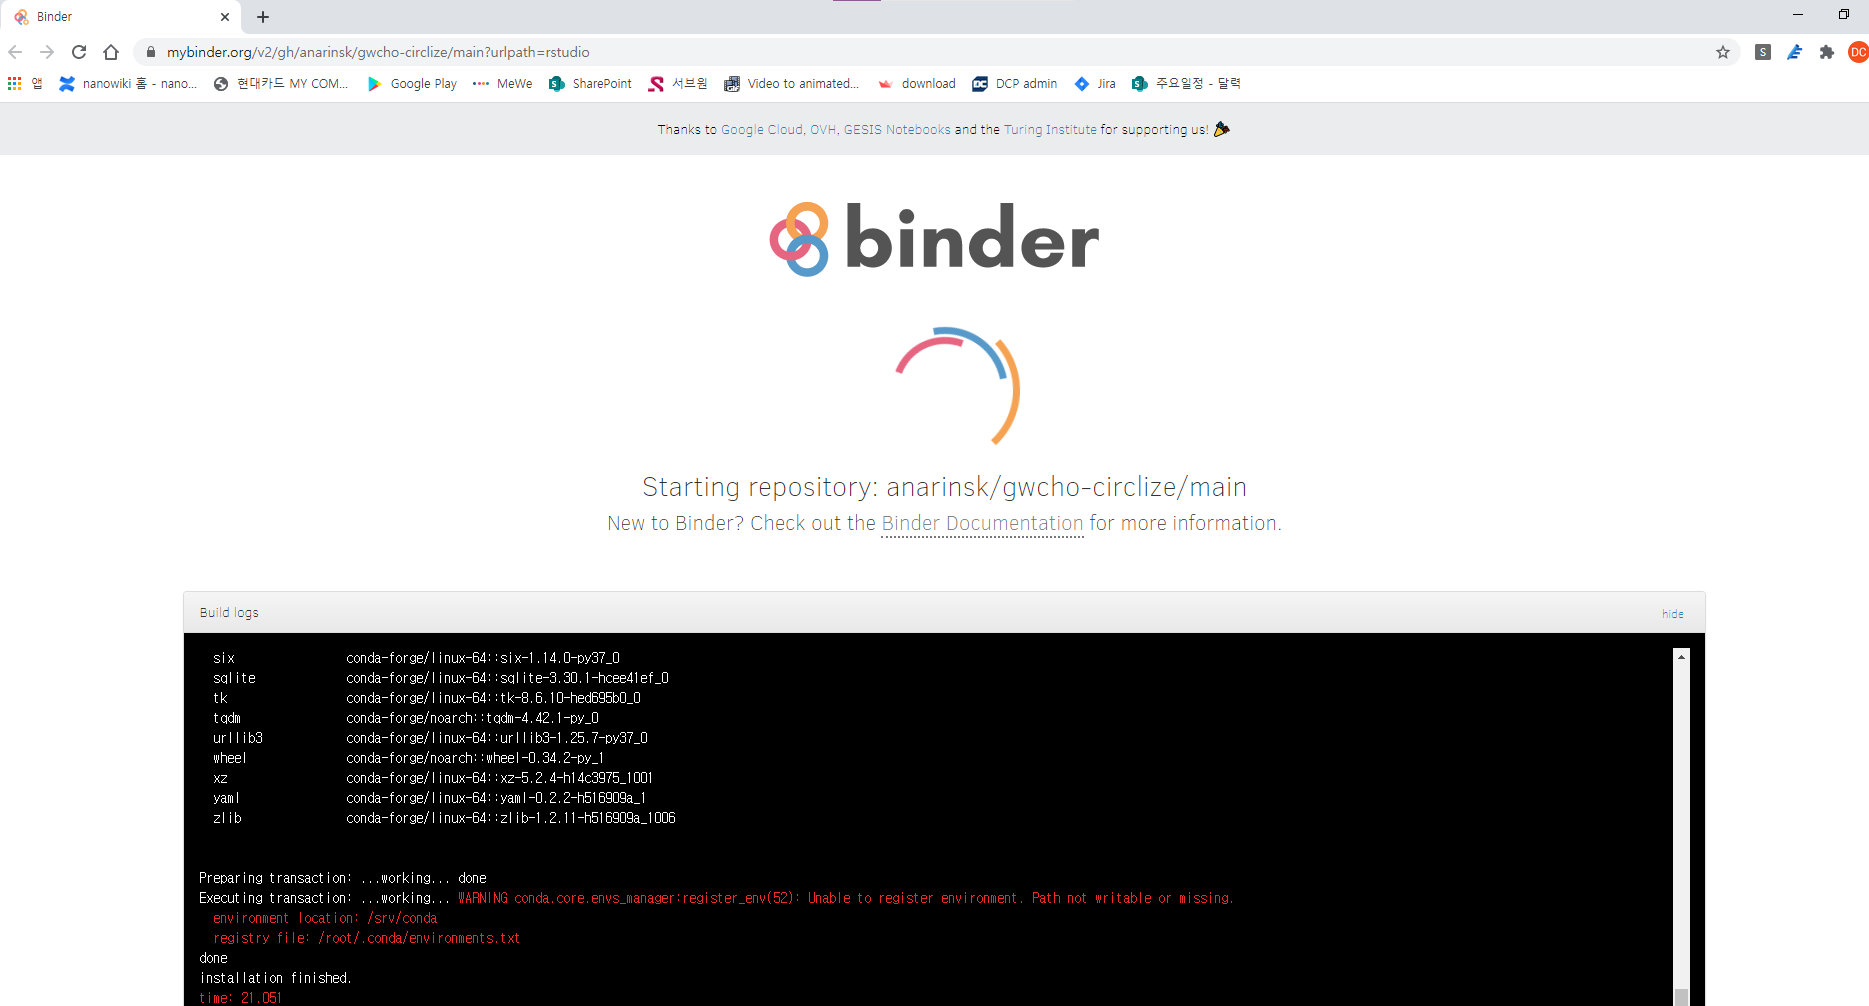 Binder
mybinder.org/v2/gh/anarinsk/gwcho-circlize/main?urlpath=rstudio
S
DC
앱
nanowiki 홈 - nano...
현대카드 MY COM...
Google Play
MeWe
S
SharePoint
서브원
Video to animated...
download
DCP admin
Jira
S
주요일정 - 달력
Thanks to Google Cloud, OVH, GESIS Notebooks and the Turing Institute for supporting us!
binder
Starting repository: anarinsk/gwcho-circlize/main
New to Binder? Check out the Binder Documentation for more information.
Build logs
hide
six conda-forge/linux-64::six-1.14.0-py37_0
sqlite conda-forge/linux-64::sqlite-3.30.1-hcee41ef_0
tk conda-forge/linux-64::tk-8.6.10-hed695b0_0
tqdm conda-forge/noarch::tqdm-4.42.1-py_0
urllib3 conda-forge/linux-64::urllib3-1.25.7-py37_0
wheel conda-forge/noarch::wheel-0.34.2-py_1
xz conda-forge/linux-64::xz-5.2.4-h14c3975_1001
yaml conda-forge/linux-64::yaml-0.2.2-h516909a_1
zlib conda-forge/linux-64::zlib-1.2.11-h516909a_1006
Preparing transaction: ...working... done
Executing transaction: ...working... WARNING conda.core.envs_manager:register_env(52): Unable to register environment. Path not writable or missing.
environment location: /srv/conda
registry file: /root/.conda/environments.txt
done
installation finished.
time: 21.051